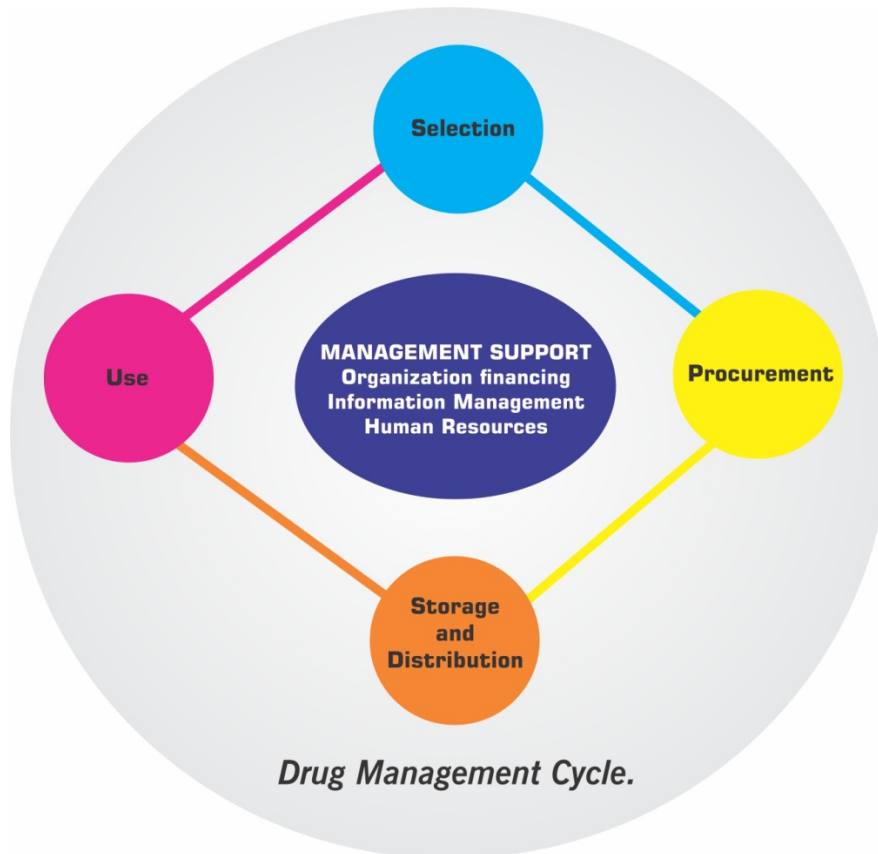 Selection
MANAGEMENT SUPPORT
Organization financing
Information Management
Human Resources
Use
Procurement
Storage
and
Distribution
Drug Management Cycle.